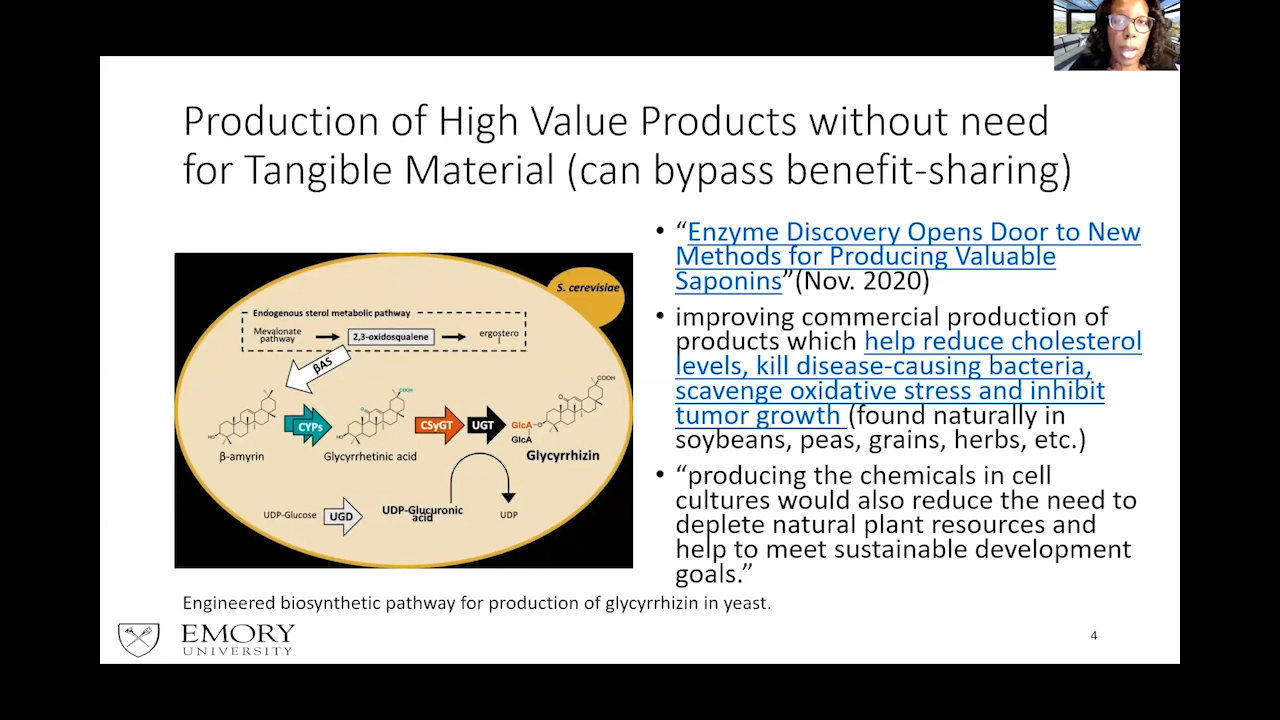 Production of High Value Products without need
for Tangible Material (can bypass benefit-sharing)
S. cerevisiae
Endogenous sterol metabolic pathway
Mevalonate
pathway
2,3-oxidosqualene
ergostero
l
βAS
COOH
O
HO
CYPs
HO
CSyGT
UGT
GlcA
O
GlcA
O
COOH
β-amyrin
Glycyrrhetinic acid
Glycyrrhizin
UDP-Glucose
UGD
UDP-Glucuronic
acid
UDP
• “Enzyme Discovery Opens Door to New
Methods for Producing Valuable
Saponins”(Nov. 2020)
• improving commercial production of
products which help reduce cholesterol
levels, kill disease-causing bacteria,
scavenge oxidative stress and inhibit
tumor growth (found naturally in
soybeans, peas, grains, herbs, etc.)
• “producing the chemicals in cell
cultures would also reduce the need to
deplete natural plant resources and
help to meet sustainable development
goals.”
Engineered biosynthetic pathway for production of glycyrrhizin in yeast.
EMORY
UNIVERSITY
4